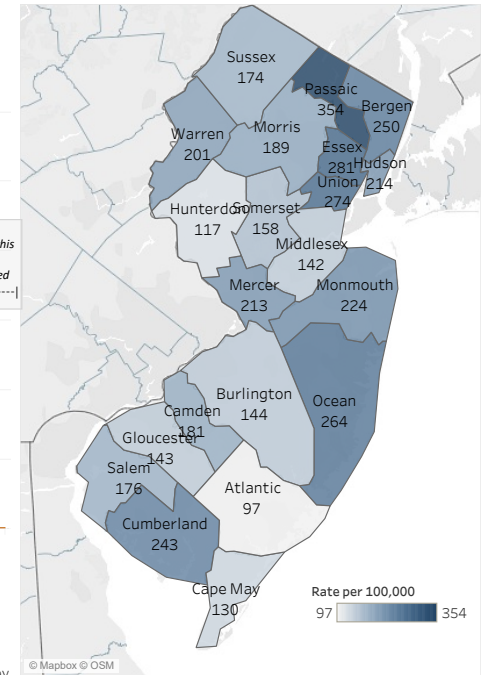 Sussex
174
Passaic
354
Bergen
250
Warren
201
Morris
189
Essex
281
Hudson
214
Union
274
Hunterdon
117
Somerset
158
his
Middlesex
142
ed
----|
Mercer
213
Monmouth
224
Burlington
144
Ocean
264
Camden
181
Gloucester
143
Salem
176
Atlantic
97
Cumberland
243
Cape May
130
Rate per 100,000
97 354
© Mapbox © OSM